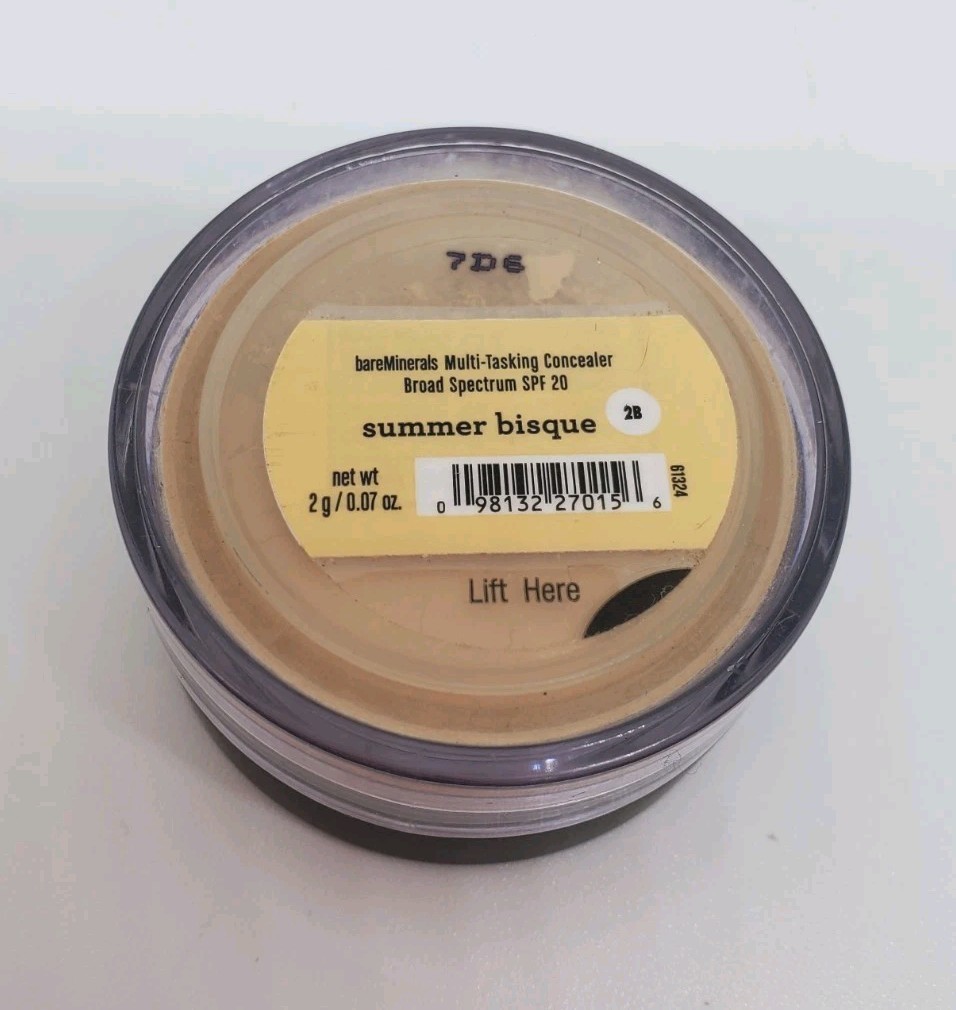 7D6
bareMinerals Multi-Tasking Concealer
Broad Spectrum SPF 20
summer bisque 2B
net wt
2 g / 0.07 oz.
0 98132 27015 6
61324
Lift Here